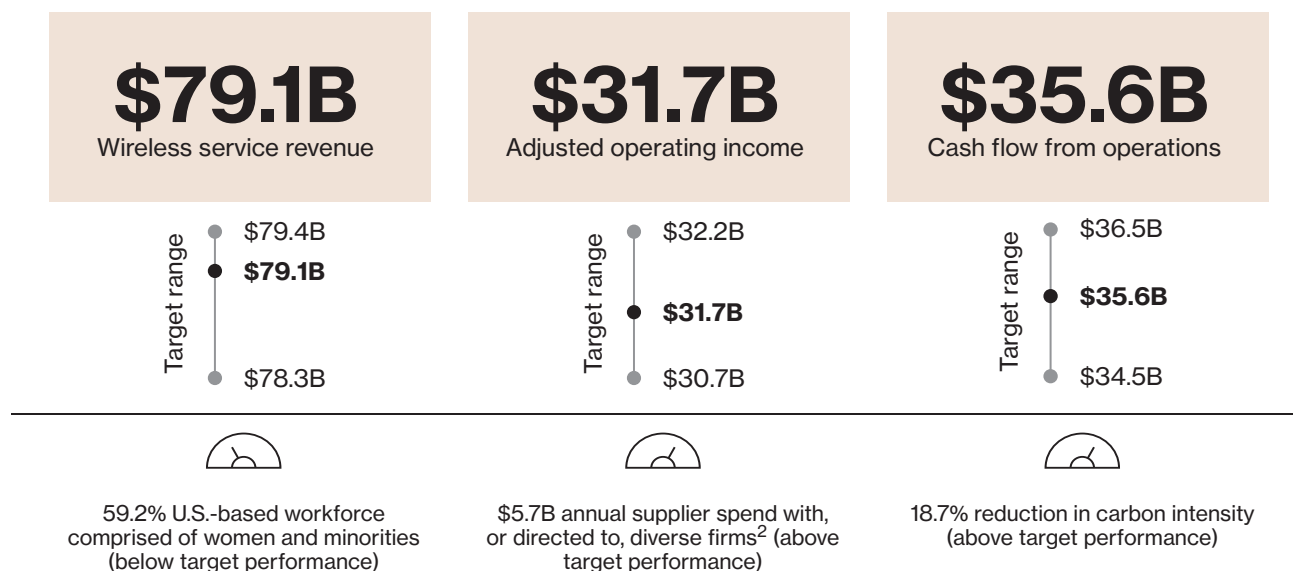 $79.1B
Wireless service revenue
Target range
$79.4B
$79.1B
$78.3B
$31.7B
Adjusted operating income
Target range
$32.2B
$31.7B
$30.7B
$35.6B
Cash flow from operations
Target range
$36.5B
$35.6B
$34.5B
59.2% U.S.-based workforce
comprised of women and minorities
(below target performance)
$5.7B annual supplier spend with,
or directed to, diverse firms2 (above
target performance)
18.7% reduction in carbon intensity
(above target performance)